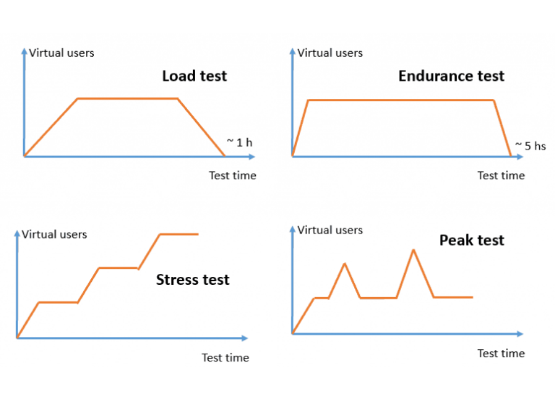 Virtual users
Load test
~ 1 h
Test time
Virtual users
Endurance test
~ 5 hs
Test time
Virtual users
Stress test
Test time
Virtual users
Peak test
Test time